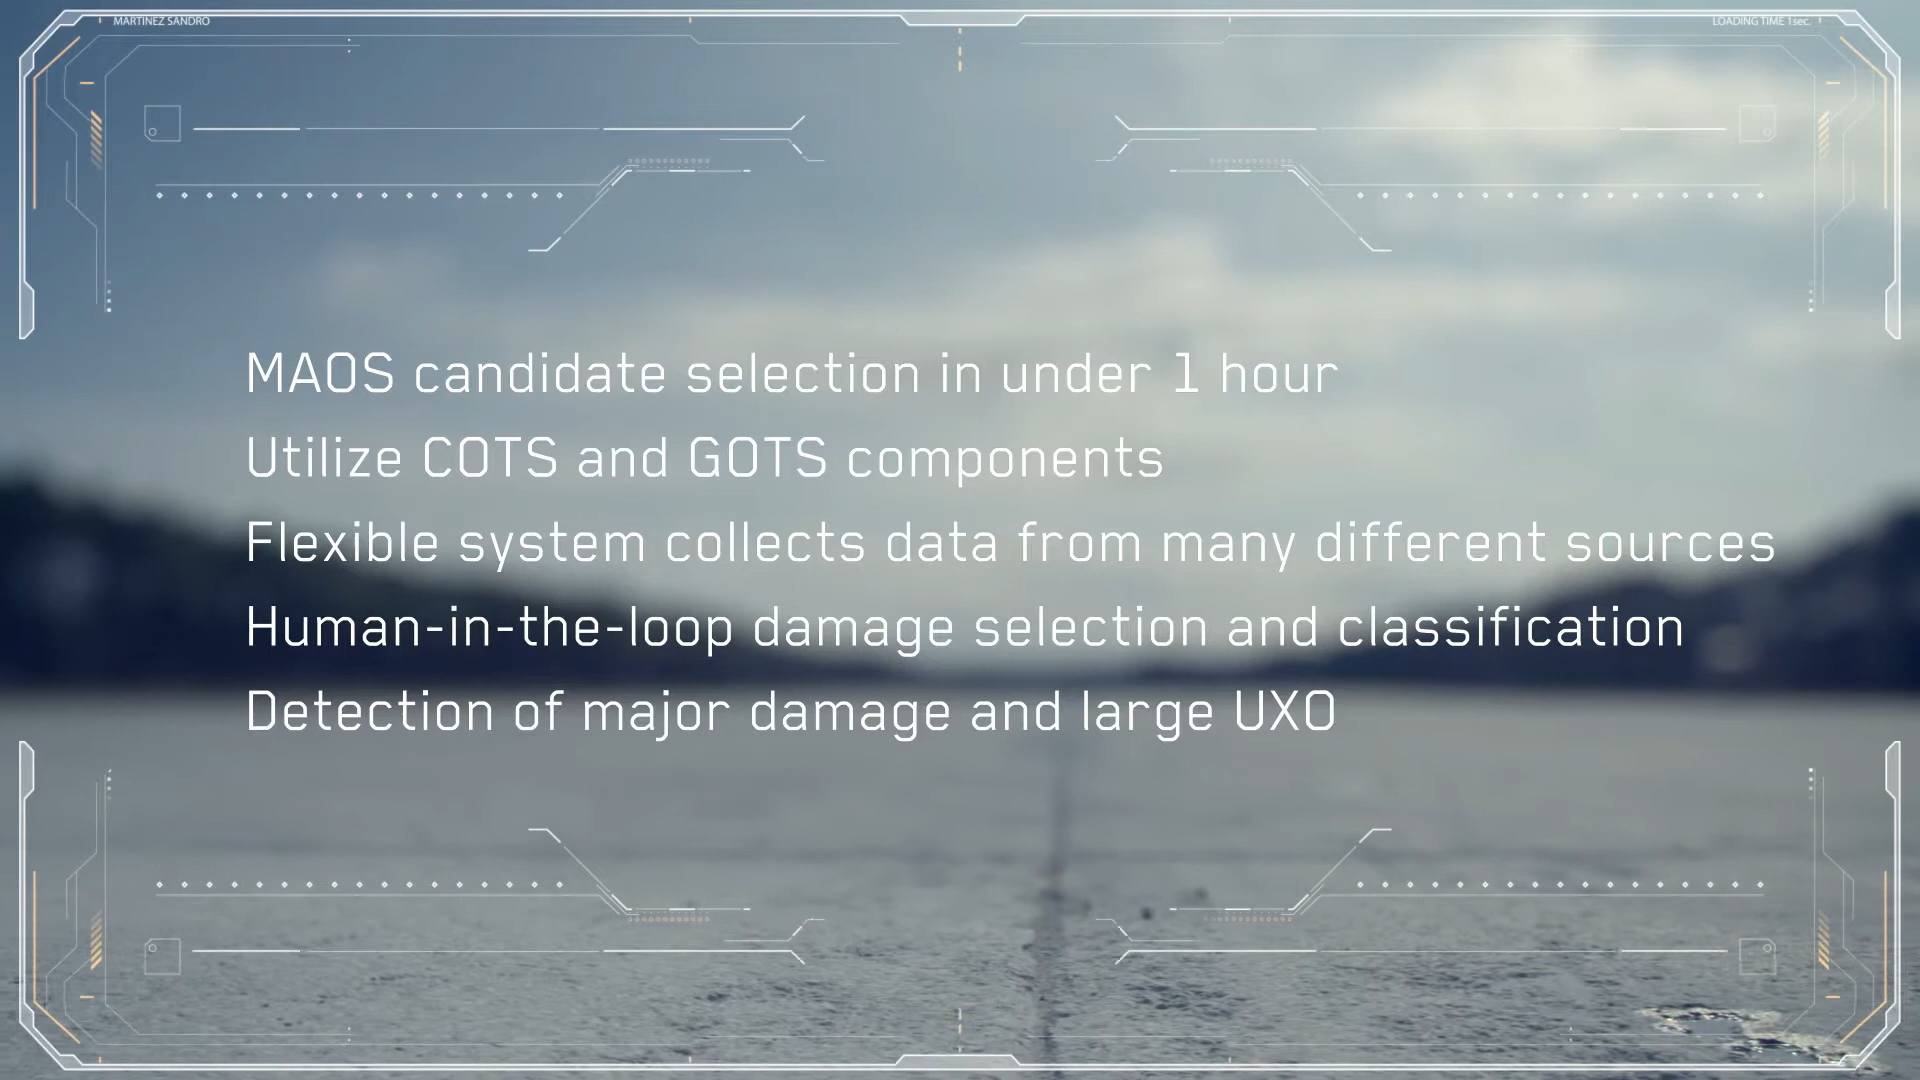 MARTINEZ SANDRO
LOADING TIME 1sec.
MAOS candidate selection in under 1 hour
Utilize COTS and GOTS components
Flexible system collects data from many different sources
Human-in-the-loop damage selection and classification
Detection of major damage and large UXO